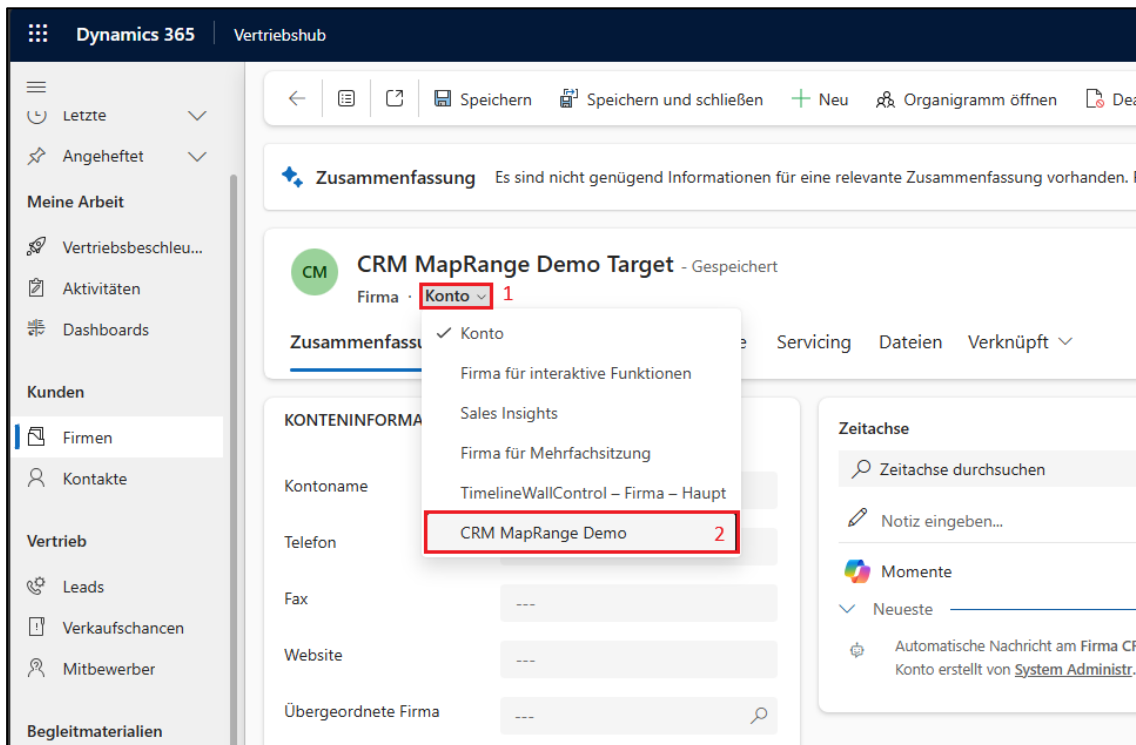 Dynamics 365 Vertriebshub
Letzte
Angeheftet
Meine Arbeit
Vertriebsbeschleu...
Aktivitäten
Dashboards
Kunden
Firmen
Kontakte
Vertrieb
Leads
Verkaufschancen
Mitbewerber
Begleitmaterialien
Speichern Speichern und schließen Neu Organigramm öffnen
Zusammenfassung Es sind nicht genügend Informationen für eine relevante Zusammenfassung vorhanden.
CM
CRM MapRange Demo Target - Gespeichert
Firma · Konto 1
Servicing Dateien Verknüpft
Konto
Firma für interaktive Funktionen
Sales Insights
Firma für Mehrfachsitzung
TimelineWallControl – Firma – Haupt
CRM MapRange Demo 2
Kontoname
Telefon
Fax ---
Website ---
Übergeordnete Firma ---
Zeitachse
Zeitachse durchsuchen
Notiz eingeben...
Momente
Neueste
Automatische Nachricht am Firma
Konto erstellt von System Administr.